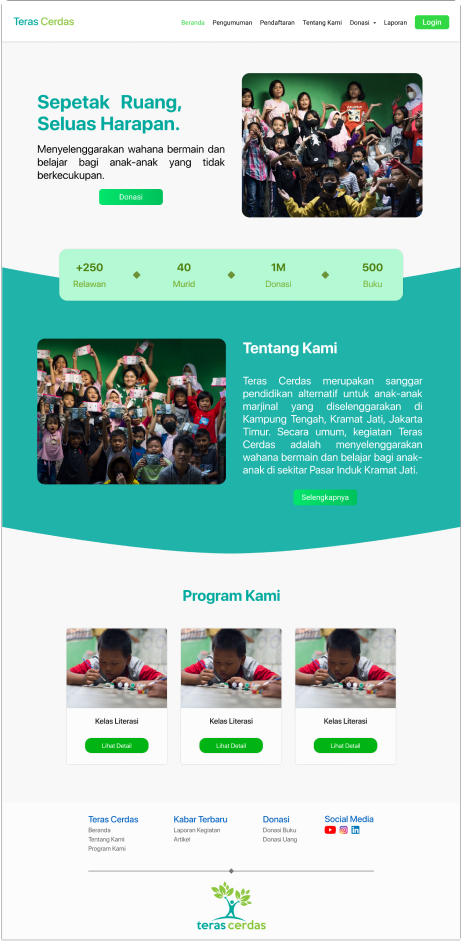 Teras Cerdas
Beranda Pengumuman Pendaftaran Tentang Kami Donasi Laporan Login
Sepetak Ruang,
Seluas Harapan.
Menyelenggarakan wahana bermain dan
belajar bagi anak-anak yang tidak
berkecukupan.
Donasi
+250 40 1M 500
Relawan Murid Donasi Buku
Tentang Kami
Teras Cerdas merupakan sanggar
pendidikan alternatif untuk anak-anak
marjinal yang diselenggarakan di
Kampung Tengah, Kramat Jati, Jakarta
Timur. Secara umum, kegiatan Teras
Cerdas adalah menyelenggarakan
wahana bermain dan belajar bagi anak-
anak di sekitar Pasar Induk Kramat Jati.
Selengkapnya
Program Kami
Kelas Literasi Kelas Literasi Kelas Literasi
Lihat Detail Lihat Detail Lihat Detail
Teras Cerdas Kabar Terbaru Donasi Social Media
Beranda Laporan Kegiatan Donasi Buku
Tentang Kami Artikel Donasi Uang
Program Kami
teras cerdas